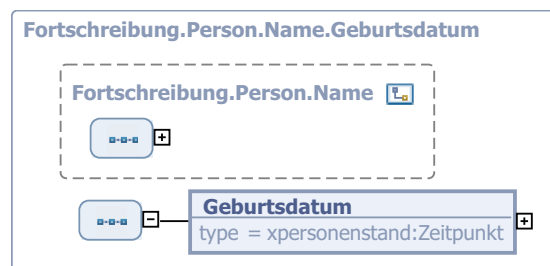 Fortschreibung.Person.Name.Geburtsdatum
Fortschreibung.Person.Name
Geburtsdatum
type = xpersonenstand:Zeitpunkt